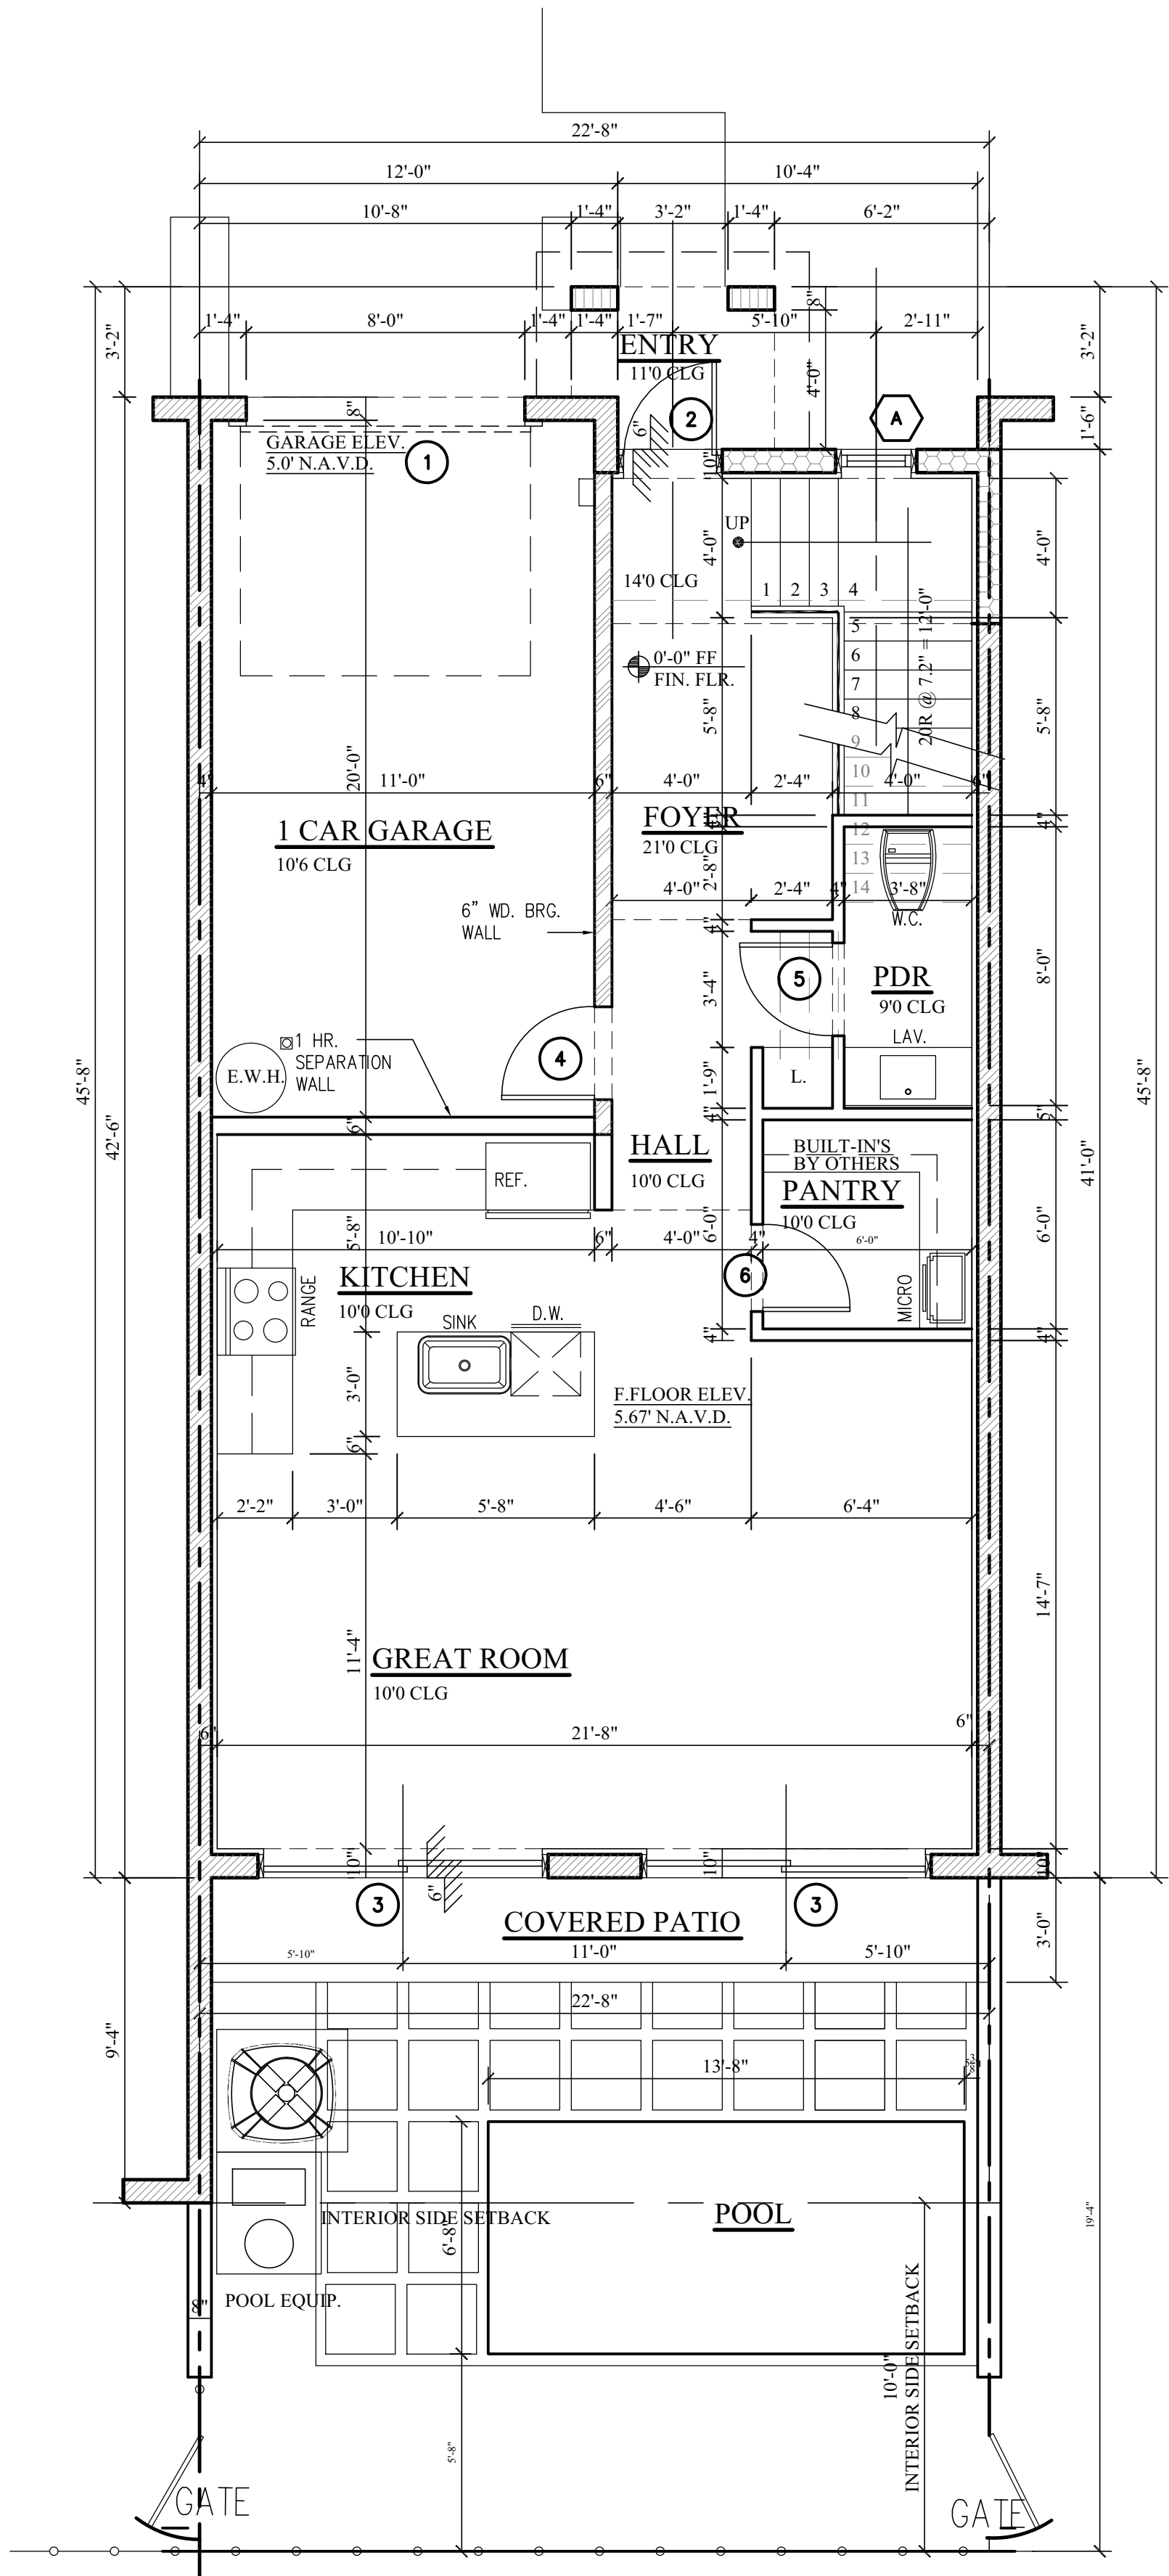 22'-8"
12'-0"
10'-4"
10'-8"
1'-4"
3'-2"
1'-4"
6'-2"
8"
1'-4"
8'-0"
1'-4"
1'-4"
1'-7"
5'-10"
2'-11"
3'-2"
3'-2"
ENTRY
11'0 CLG
4'-0"
8"
6"
2
A
1'-6"
GARAGE ELEV.
5.0' N.A.V.D.
1
10"
UP
4'-0"
4'-0"
14'0 CLG
1
2
3
4
5
6
7
8
9
10
11
12
13
14
20R @ 7.2" = 12'-0"
0'-0" FF
FIN. FLR.
5'-8"
5'-8"
20'-0"
4"
11'-0"
6"
4'-0"
2'-4"
4'-0"
6"
1 CAR GARAGE
10'6 CLG
FOYER
21'0 CLG
4"
4"
2'-8"
4'-0"
2'-4"
4"
3'-8"
W.C.
6" WD. BRG.
WALL
4"
3'-4"
5
PDR
9'0 CLG
8'-0"
LAV.
1 HR.
SEPARATION
WALL
E.W.H.
4
1'-9"
L.
45'-8"
42'-6"
45'-8"
41'-0"
6"
4"
5"
HALL
10'0 CLG
BUILT-IN'S
BY OTHERS
PANTRY
10'0 CLG
REF.
5'-8"
6'-0"
6'-0"
10'-10"
6"
4'-0"
4"
6'-0"
KITCHEN
10'0 CLG
RANGE
6
MICRO
SINK
D.W.
4"
4"
3'-0"
F.FLOOR ELEV.
5.67' N.A.V.D.
6"
2'-2"
3'-0"
5'-8"
4'-6"
6'-4"
14'-7"
11'-4"
GREAT ROOM
10'0 CLG
6"
21'-8"
6"
10"
6"
10"
10"
3
3
COVERED PATIO
3'-0"
5'-10"
11'-0"
5'-10"
22'-8"
9'-4"
13'-8"
INTERIOR SIDE SETBACK
6'-8"
POOL
19'-4"
POOL EQUIP.
8"
10'-0"
INTERIOR SIDE SETBACK
5'-8"
GATE
GATE